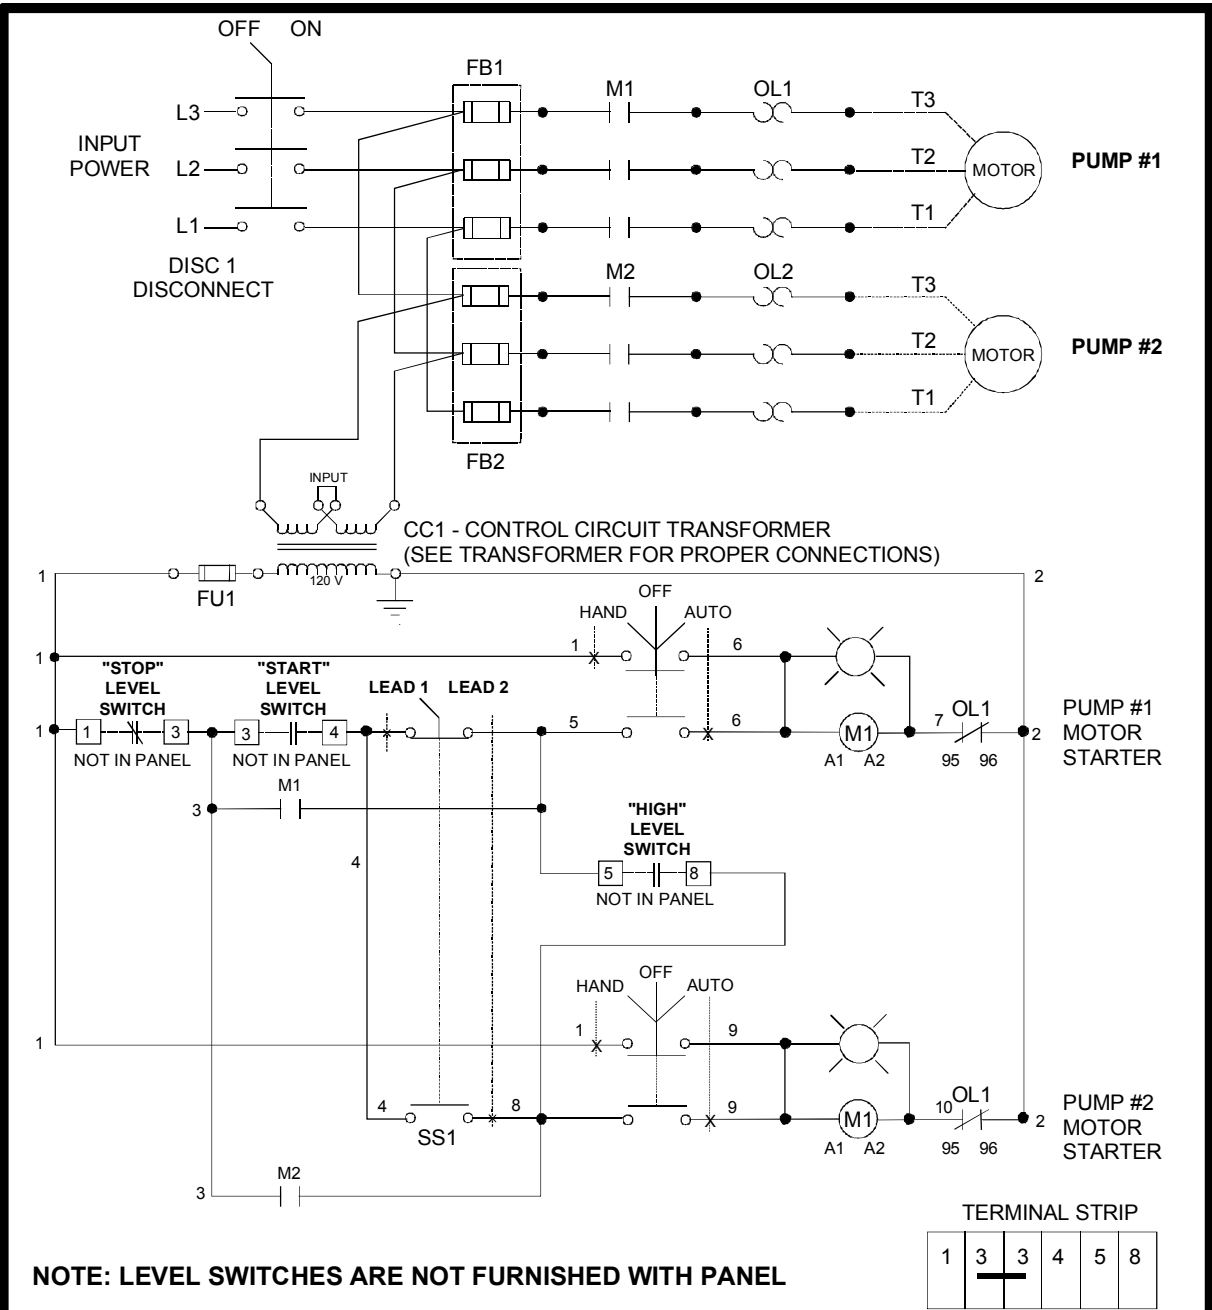 OFF ON
FB1
M1
OL1
T3
L3
INPUT
POWER
L2
T2
MOTOR
PUMP #1
L1
T1
DISC 1
DISCONNECT
M2
OL2
T3
T2
MOTOR
PUMP #2
T1
FB2
INPUT
CC1 - CONTROL CIRCUIT TRANSFORMER
(SEE TRANSFORMER FOR PROPER CONNECTIONS)
1
120 V
2
FU1
OFF
HAND
AUTO
1
6
1
"STOP"
LEVEL
SWITCH
"START"
LEVEL
SWITCH
LEAD 1
LEAD 2
1
1
3
3
4
5
6
M1
7
OL1
2
NOT IN PANEL
NOT IN PANEL
A1 A2
95 96
PUMP #1
MOTOR
STARTER
M1
3
"HIGH"
LEVEL
SWITCH
4
5
8
NOT IN PANEL
OFF
HAND
AUTO
1
1
9
4
8
9
M1
10
OL1
2
SS1
A1 A2
95 96
PUMP #2
MOTOR
STARTER
M2
3
TERMINAL STRIP
1 3 3 4 5 8
NOTE: LEVEL SWITCHES ARE NOT FURNISHED WITH PANEL